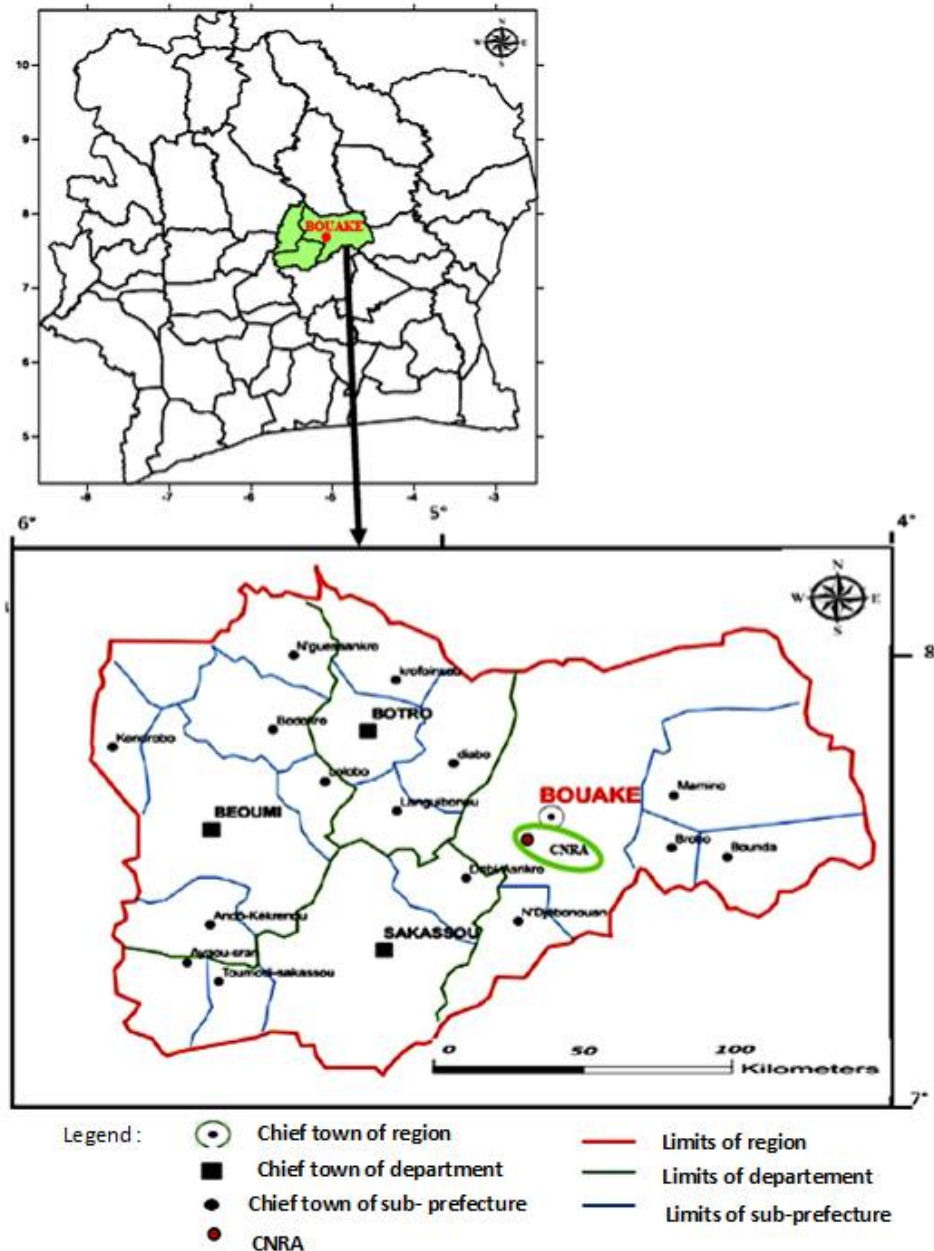 N
W E
S
10
9
8
7
6
5
BOUAKE
-8 -7 -6 -5 -4 -3
6° 5° 4°
N
W E
S
8
N'guessankro
krofoinsou
BOTRO
Bodokro
Kondrobo
diabo
Lolobo
Languibonou
BEOUMI
BOUAKE
Mamino
CNRA
Brobo
Bounda
Ando-Kékrenou
N'Djebonouan
SAKASSOU
Toumodi-sakassou
0 50 100
Kilometers
7°
Legend :
Chief town of region
Limits of region
Chief town of department
Limits of departement
Chief town of sub- prefecture
Limits of sub-prefecture
CNRA